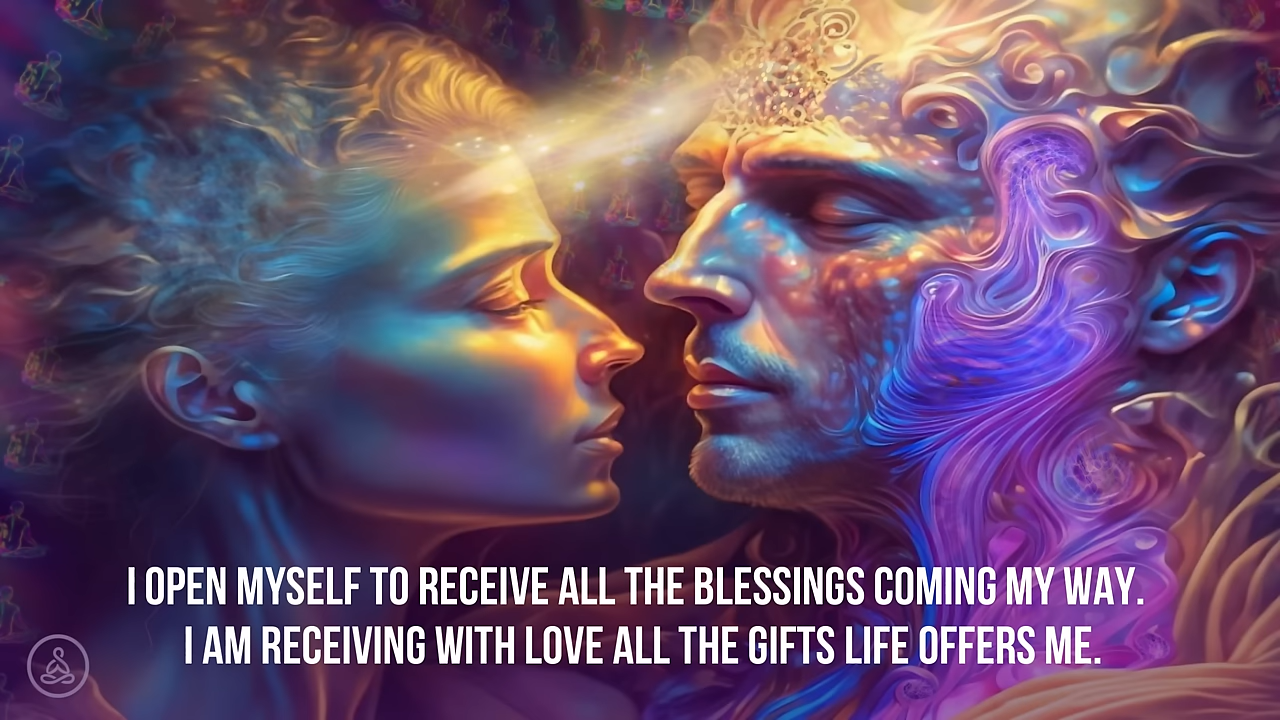 I OPEN MYSELF TO RECEIVE ALL THE BLESSINGS COMING MY WAY.
I AM RECEIVING WITH LOVE ALL THE GIFTS LIFE OFFERS ME.